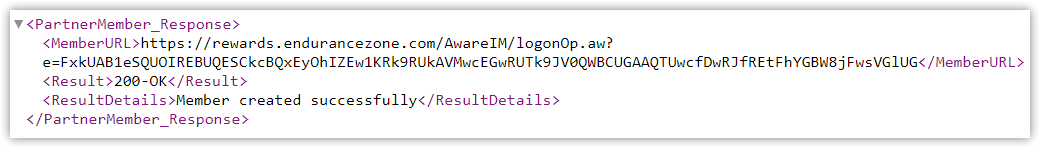 <PartnerMember_Response>
<MemberURL>https://rewards.endurancezone.com/AwareIM/logonOp.aw?
e=FxkUAB1eSQUOIREBUQESCkcBQxEyOhIZEw1KRk9RUkAVMwcEGwRUTk9JV0QWBCUGAAQTUwcfDwRJfREtFhYGBW8jFwsVGlUG</MemberURL>
<Result>200-OK</Result>
<ResultDetails>Member created successfully</ResultDetails>
</PartnerMember_Response>